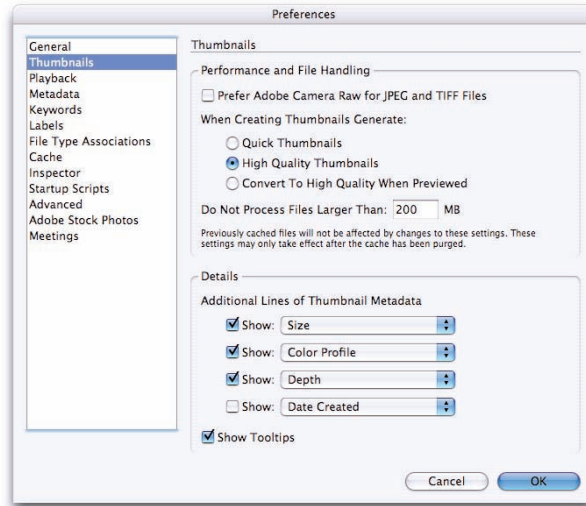 Preferences
General
Thumbnails
Playback
Metadata
Keywords
Labels
File Type Associations
Cache
Inspector
Startup Scripts
Advanced
Adobe Stock Photos
Meetings
Thumbnails
Performance and File Handling
Prefer Adobe Camera Raw for JPEG and TIFF Files
When Creating Thumbnails Generate:
Quick Thumbnails
High Quality Thumbnails
Convert To High Quality When Previewed
Do Not Process Files Larger Than: 200 MB
Previously cached files will not be affected by changes to these settings. These
settings may only take effect after the cache has been purged.
Details
Additional Lines of Thumbnail Metadata
Show: Size
Show: Color Profile
Show: Depth
Show: Date Created
Show Tooltips
Cancel OK